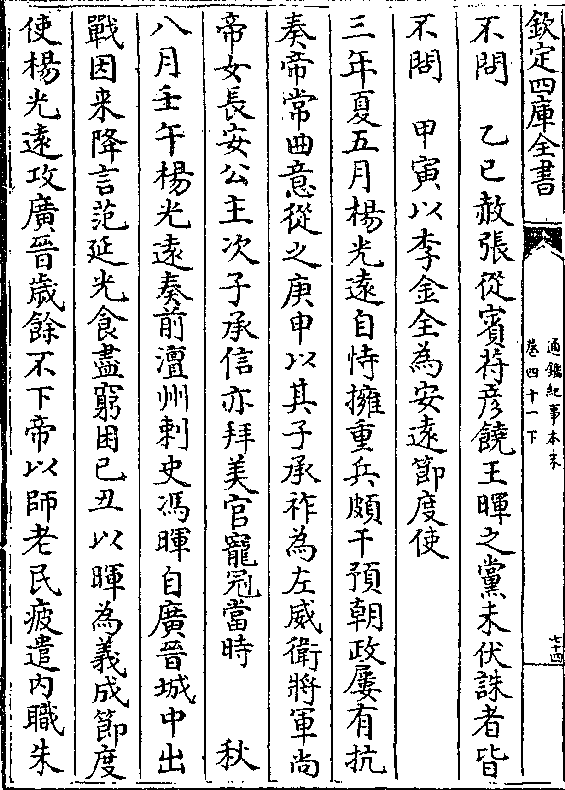 欽定四庫全書
通鑑紀事本末
卷四十一下
七十四
不問　乙巳赦張從賓苻彦饒王暉之黨未伏誅者皆
不問　甲寅以李金全為安遠節度使
三年夏五月楊光遠自恃擁重兵頗干預朝政屢有抗
奏帝常曲意從之庚申以其子承祚為左威衛將軍尚
帝女長安公主次子承信亦拜美官寵冠當時　秋
八月壬午楊光遠奏前澶州刺史馮暉自廣晉城中出
戰因来降言范延光食盡窮困己丑以暉為義成節度
使楊光遠攻廣晉歲餘不下帝以師老民疲遣内職朱